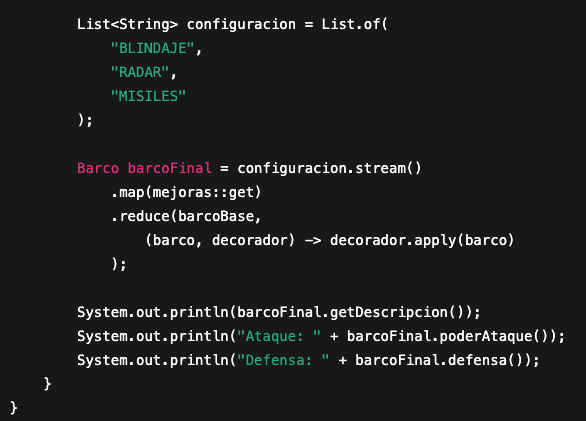 List<String> configuracion = List.of(
"BLINDAJE",
"RADAR",
"MISILES"
);
Barco barcoFinal = configuracion.stream()
.map(mejoras::get)
.reduce(barcoBase,
(barco, decorador) -> decorador.apply(barco)
);
System.out.println(barcoFinal.getDescripcion());
System.out.println("Ataque: " + barcoFinal.poderAtaque());
System.out.println("Defensa: " + barcoFinal.defensa());
}
}